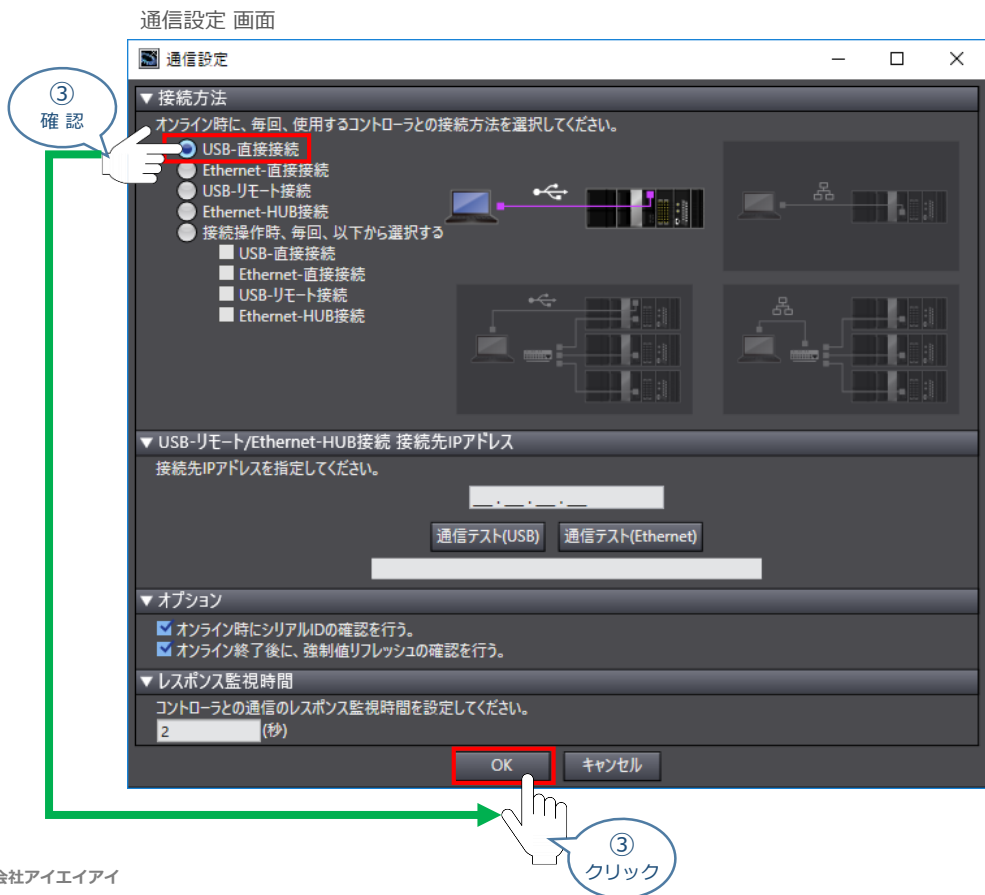 通信設定 画面
通信設定
③
確 認
▼接続方法
オンライン時に、毎回、使用するコントローラとの接続方法を選択してください。
USB-直接接続
Ethernet-直接接続
USB-リモート接続
Ethernet-HUB接続
接続操作時、毎回、以下から選択する
USB-直接接続
Ethernet-直接接続
USB-リモート接続
Ethernet-HUB接続
▼USB-リモート/Ethernet-HUB接続 接続先IPアドレス
接続先IPアドレスを指定してください。
__.__.__.__
通信テスト(USB) 通信テスト(Ethernet)
▼オプション
オンライン時にシリアルIDの確認を行う。
オンライン終了後に、強制値リフレッシュの確認を行う。
▼レスポンス監視時間
コントローラとの通信のレスポンス監視時間を設定してください。
2 (秒)
OK キャンセル
③
クリック
会社アイエイアイ